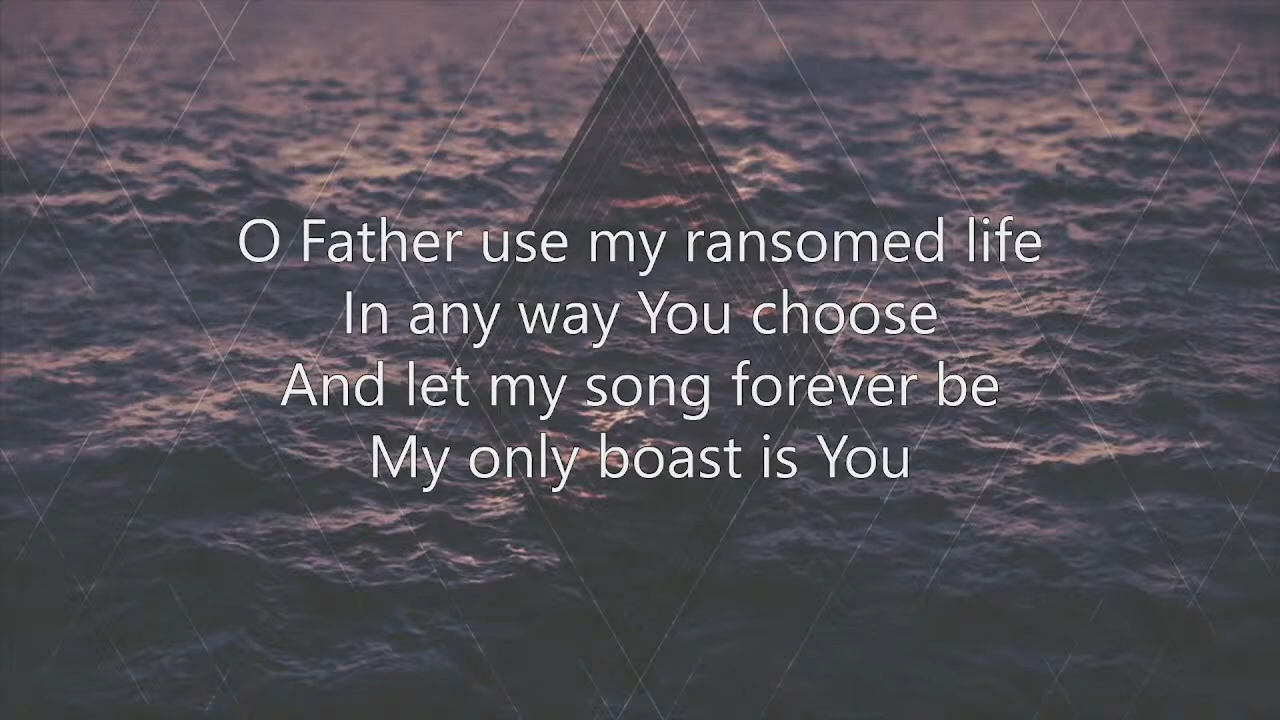 O Father use my ransomed life
In any way You choose
And let my song forever be
My only boast is You